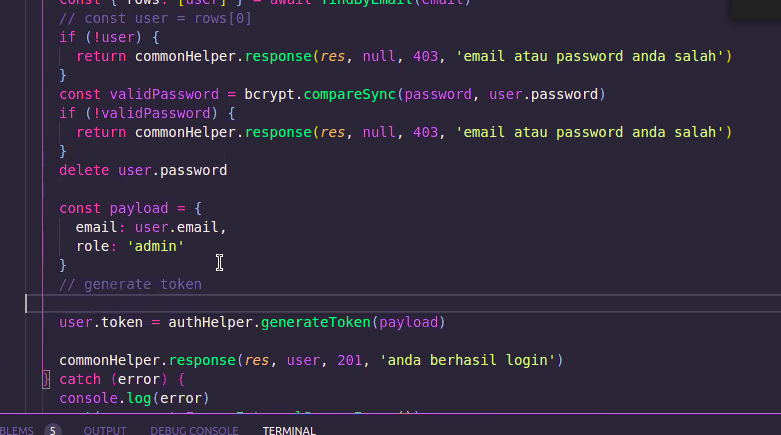 const { rows: [user] } = await findByEmail(email)
// const user = rows[0]
if (!user) {
return commonHelper.response(res, null, 403, 'email atau password anda salah')
}
const validPassword = bcrypt.compareSync(password, user.password)
if (!validPassword) {
return commonHelper.response(res, null, 403, 'email atau password anda salah')
}
delete user.password
const payload = {
email: user.email,
role: 'admin'
}
// generate token
user.token = authHelper.generateToken(payload)
commonHelper.response(res, user, 201, 'anda berhasil login')
} catch (error) {
console.log(error)
BLEMS 5 OUTPUT DEBUG CONSOLE TERMINAL